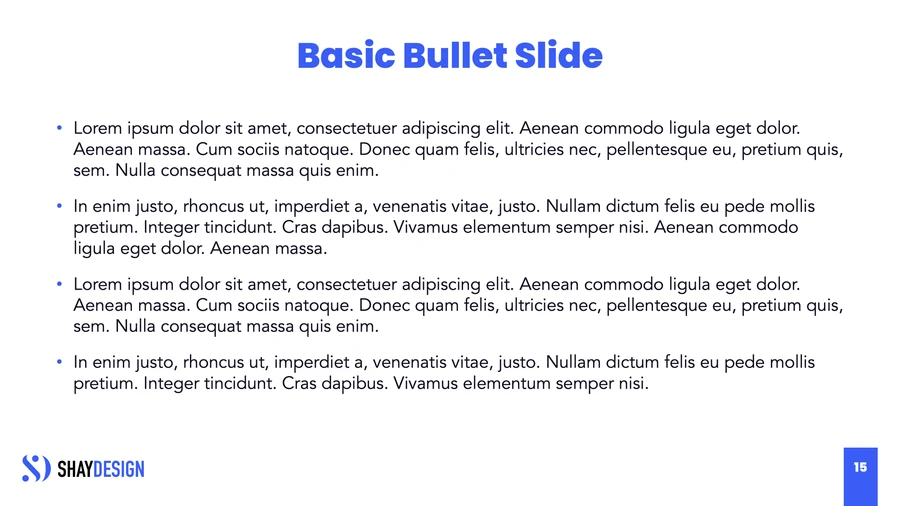 Basic Bullet Slide
• Lorem ipsum dolor sit amet, consectetuer adipiscing elit. Aenean commodo ligula eget dolor.
Aenean massa. Cum sociis natoque. Donec quam felis, ultricies nec, pellentesque eu, pretium quis,
sem. Nulla consequat massa quis enim.
• In enim justo, rhoncus ut, imperdiet a, venenatis vitae, justo. Nullam dictum felis eu pede mollis
pretium. Integer tincidunt. Cras dapibus. Vivamus elementum semper nisi. Aenean commodo
ligula eget dolor. Aenean massa.
• Lorem ipsum dolor sit amet, consectetuer adipiscing elit. Aenean commodo ligula eget dolor.
Aenean massa. Cum sociis natoque. Donec quam felis, ultricies nec, pellentesque eu, pretium quis,
sem. Nulla consequat massa quis enim.
• In enim justo, rhoncus ut, imperdiet a, venenatis vitae, justo. Nullam dictum felis eu pede mollis
pretium. Integer tincidunt. Cras dapibus. Vivamus elementum semper nisi.
SHAYDESIGN
15